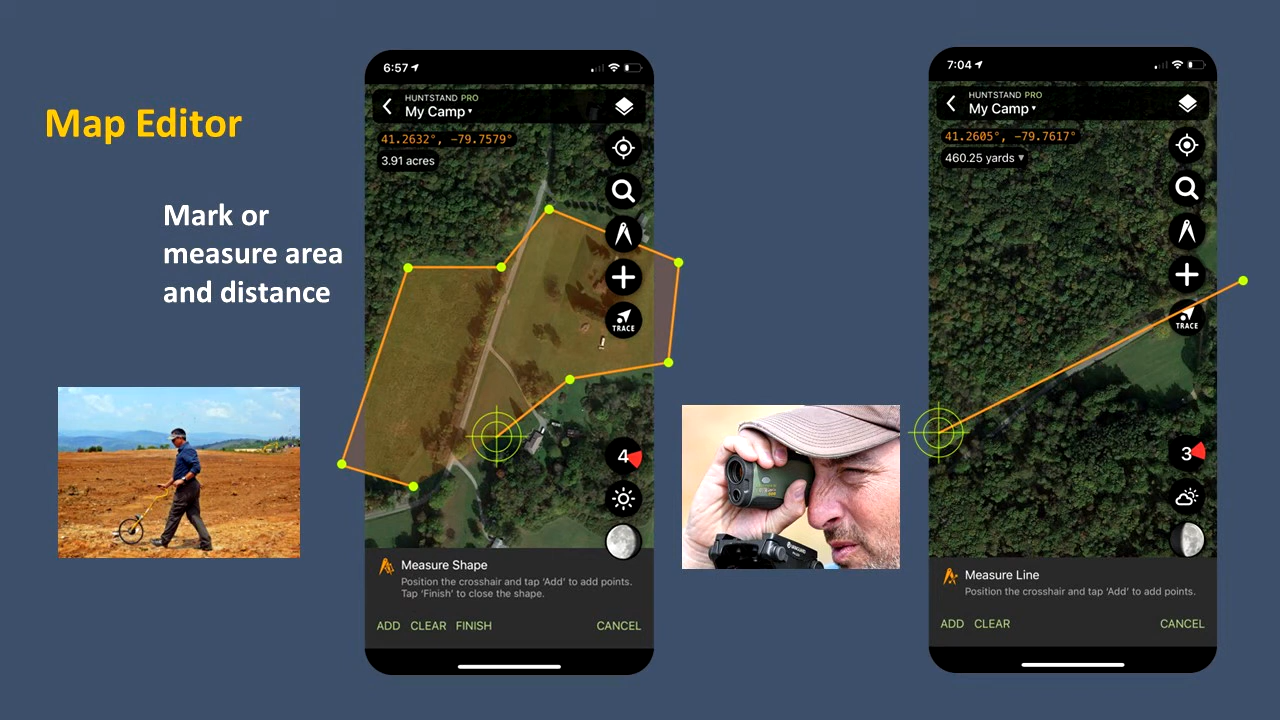 Map Editor
Mark or
measure area
and distance
6:57
HUNTSTAND PRO
My Camp
41.2632°, -79.7579°
3.91 acres
TRACE
4
Measure Shape
Position the crosshair and tap ‘Add’ to add points.
Tap ‘Finish’ to close the shape.
ADD CLEAR FINISH CANCEL
7:04
HUNTSTAND PRO
My Camp
41.2605°, -79.7617°
460.25 yards
TRACE
3
Measure Line
Position the crosshair and tap ‘Add’ to add points.
ADD CLEAR CANCEL